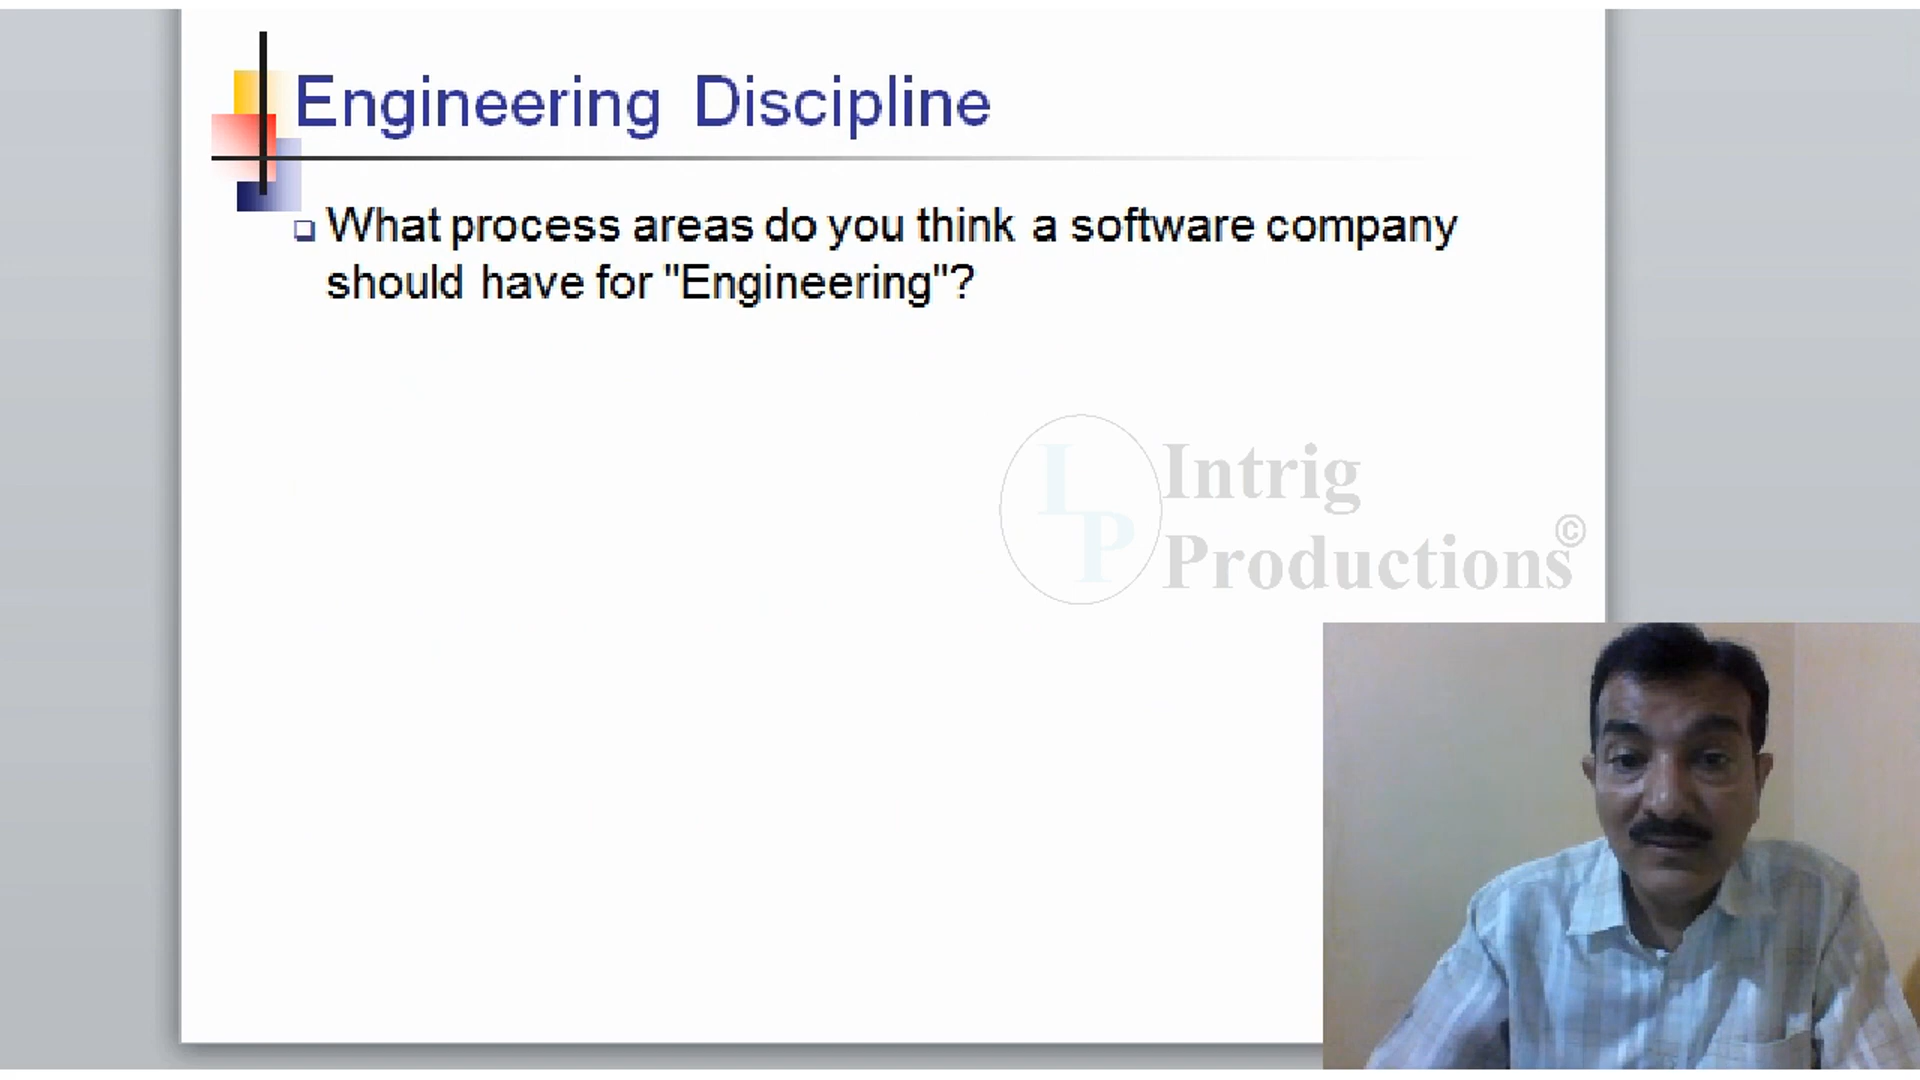 Engineering Discipline
What process areas do you think a software company
should have for "Engineering"?
I P
Intrig
Productions©